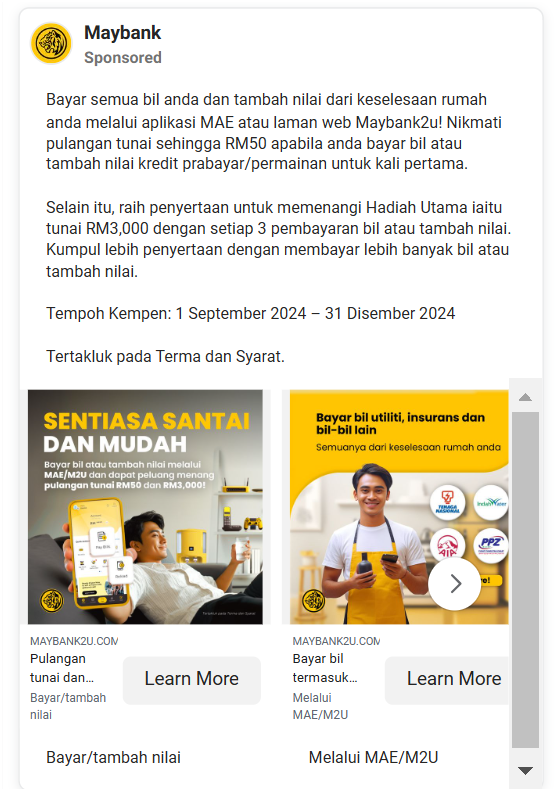 Maybank
Sponsored
Bayar semua bil anda dan tambah nilai dari keselesaan rumah
anda melalui aplikasi MAE atau laman web Maybank2u! Nikmati
pulangan tunai sehingga RM50 apabila anda bayar bil atau
tambah nilai kredit prabayar/permainan untuk kali pertama.
Selain itu, raih penyertaan untuk memenangi Hadiah Utama iaitu
tunai RM3,000 dengan setiap 3 pembayaran bil atau tambah nilai.
Kumpul lebih penyertaan dengan membayar lebih banyak bil atau
tambah nilai.
Tempoh Kempen: 1 September 2024 – 31 Disember 2024
Tertakluk pada Terma dan Syarat.
SENTIASA SANTAI
DAN MUDAH
Bayar bil atau tambah nilai melalui
MAE/M2U dan dapat peluang menang
pulangan tunai RM50 dan RM3,000!
Pay Bills
Reload
Tertakluk pada Terma dan Syarat
Bayar bil utiliti, insurans dan
bil-bil lain
Semuanya dari keselesaan rumah anda
TENAGA
NASIONAL
IndahWater
AIA
PPZ
MAYBANK2U.COM
Pulangan
tunai dan...
Bayar/tambah
nilai
Learn More
MAYBANK2U.COM
Bayar bil
termasuk...
Melalui
MAE/M2U
Learn More
Bayar/tambah nilai
Melalui MAE/M2U